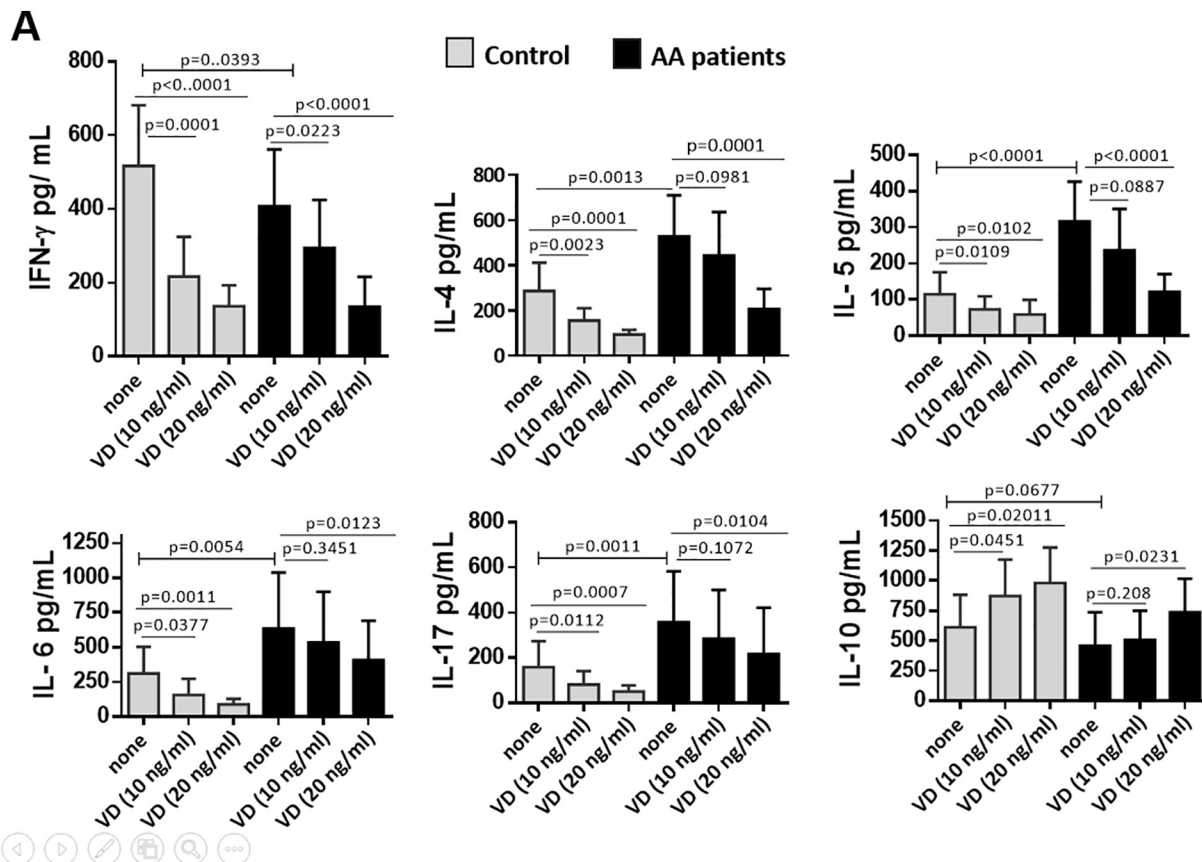 A
Control
AA patients
IFN-γ pg/ mL
800
600
400
200
0
p=0..0393
p<0..0001
p=0.0001
p<0.0001
p=0.0223
none
VD (10 ng/ml)
VD (20 ng/ml)
none
VD (10 ng/ml)
VD (20 ng/ml)
IL-4 pg/mL
800
600
400
200
0
p=0.0001
p=0.0013
p=0.0981
p=0.0001
p=0.0023
none
VD (10 ng/ml)
VD (20 ng/ml)
none
VD (10 ng/ml)
VD (20 ng/ml)
IL- 5 pg/mL
500
400
300
200
100
0
p<0.0001
p<0.0001
p=0.0887
p=0.0102
p=0.0109
none
VD (10 ng/ml)
VD (20 ng/ml)
none
VD (10 ng/ml)
VD (20 ng/ml)
IL- 6 pg/mL
1250
1000
750
500
250
0
p=0.0123
p=0.0054
p=0.3451
p=0.0011
p=0.0377
none
VD (10 ng/ml)
VD (20 ng/ml)
none
VD (10 ng/ml)
VD (20 ng/ml)
IL-17 pg/mL
800
600
400
200
0
p=0.0104
p=0.0011
p=0.1072
p=0.0007
p=0.0112
none
VD (10 ng/ml)
VD (20 ng/ml)
none
VD (10 ng/ml)
VD (20 ng/ml)
IL-10 pg/mL
1500
1250
1000
750
500
250
0
p=0.0677
p=0.02011
p=0.0451
p=0.0231
p=0.208
none
VD (10 ng/ml)
VD (20 ng/ml)
none
VD (10 ng/ml)
VD (20 ng/ml)